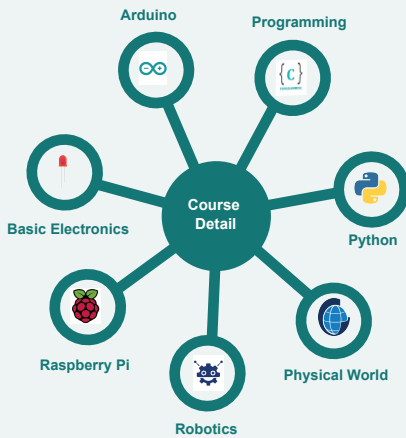 Arduino
Programming
{C}
Course
Detail
Basic Electronics
Python
Raspberry Pi
Physical World
Robotics